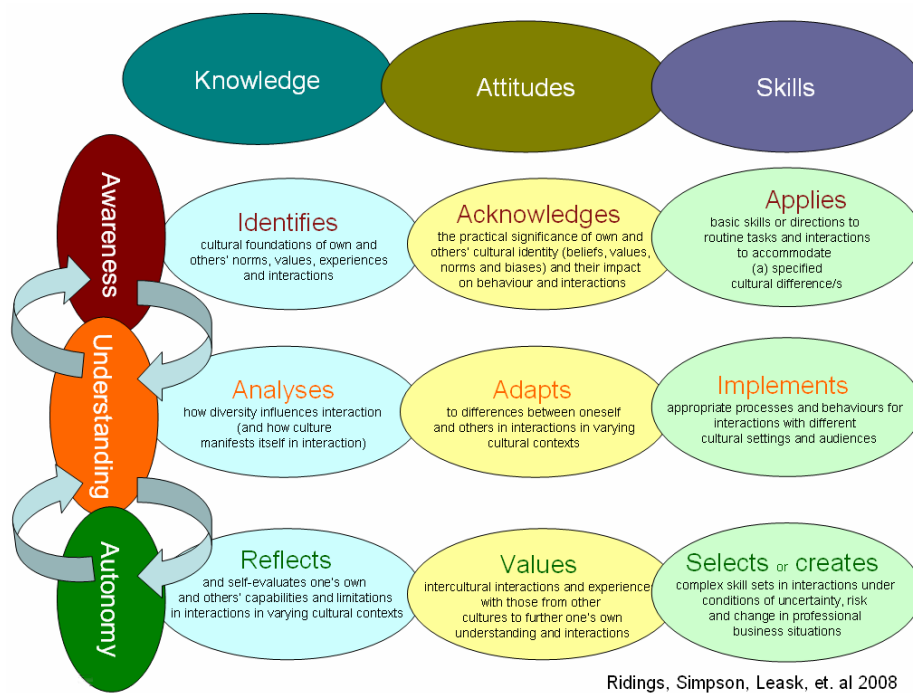 Knowledge
Attitudes
Skills
Awareness
Identifies
cultural foundations of own and
others' norms, values, experiences
and interactions
Acknowledges
the practical significance of own and
others' cultural identity (beliefs, values,
norms and biases) and their impact
on behaviour and interactions
Applies
basic skills or directions to
routine tasks and interactions
to accommodate
(a) specified
cultural difference/s
Understanding
Analyses
how diversity influences interaction
(and how culture
manifests itself in interaction)
Adapts
to differences between oneself
and others in interactions in varying
cultural contexts
Implements
appropriate processes and behaviours for
interactions with different
cultural settings and audiences
Autonomy
Reflects
and self-evaluates one's own
and others' capabilities and limitations
in interactions in varying cultural contexts
Values
intercultural interactions and experience
with those from other
cultures to further one's own
understanding and interactions
Selects or creates
complex skill sets in interactions under
conditions of uncertainty, risk
and change in professional
business situations
Ridings, Simpson, Leask, et. al 2008